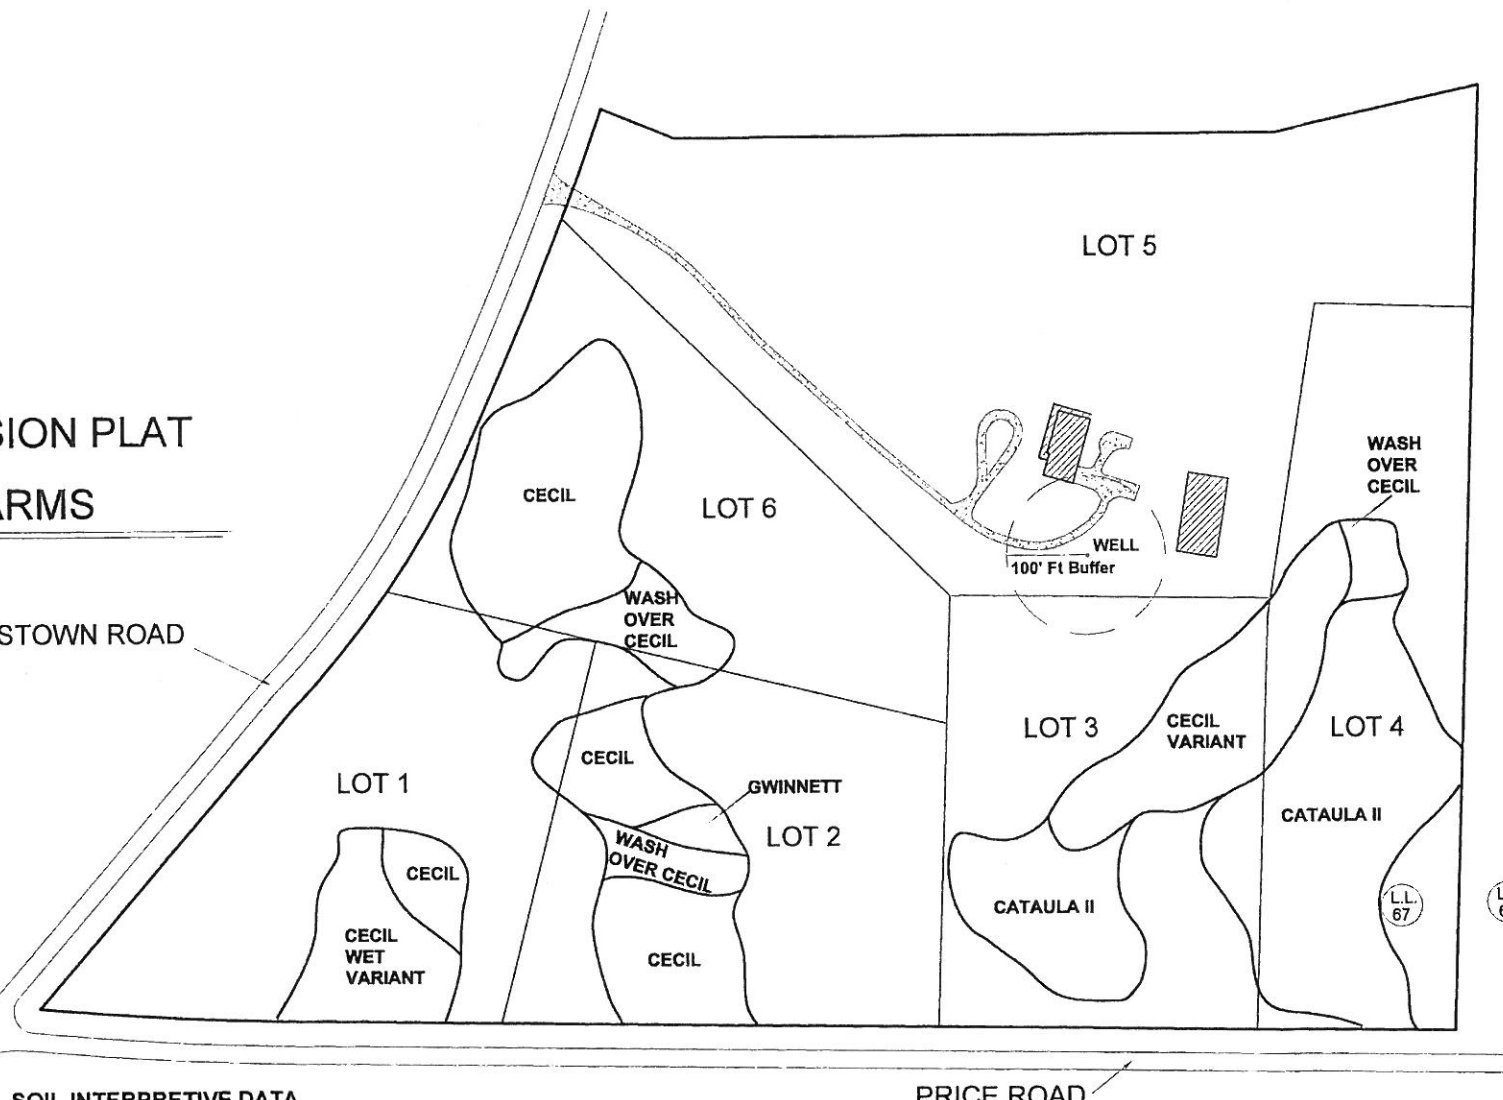 LOT 5
SION PLAT
ARMS
WASH
OVER
CECIL
CECIL
LOT 6
WELL
100' Ft Buffer
STOWN ROAD
WASH
OVER
CECIL
LOT 3
CECIL
VARIANT
LOT 4
CECIL
LOT 1
GWINNETT
LOT 2
CATAULA II
WASH
OVER CECIL
CECIL
CATAULA II
L.L.
67
CECIL
WET
VARIANT
CECIL
SOIL INTERPRETIVE DATA
PRICE ROAD